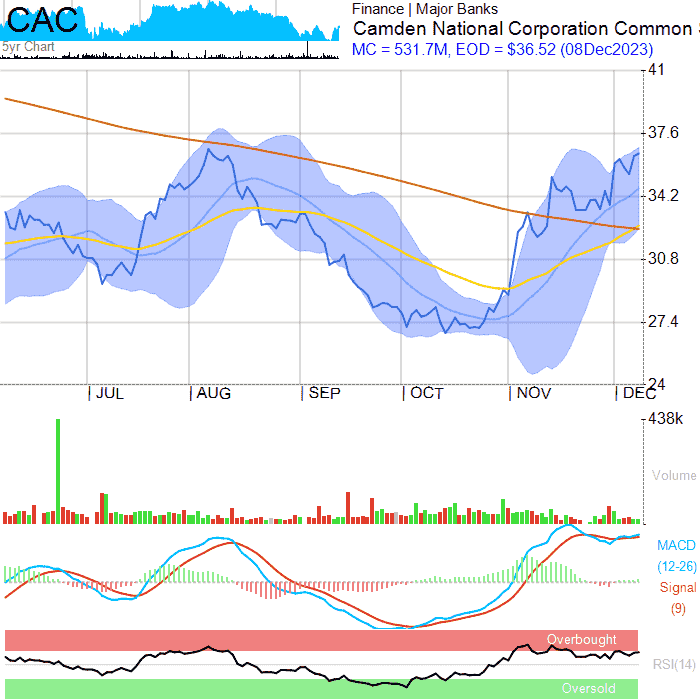 CAC
5yr Chart
Finance | Major Banks
Camden National Corporation Common
MC = 531.7M, EOD = $36.52 (08Dec2023)
41
37.6
34.2
30.8
27.4
24
JUL AUG SEP OCT NOV DEC
438k
Volume
MACD
(12-26)
Signal
(9)
Overbought
RSI(14)
Oversold